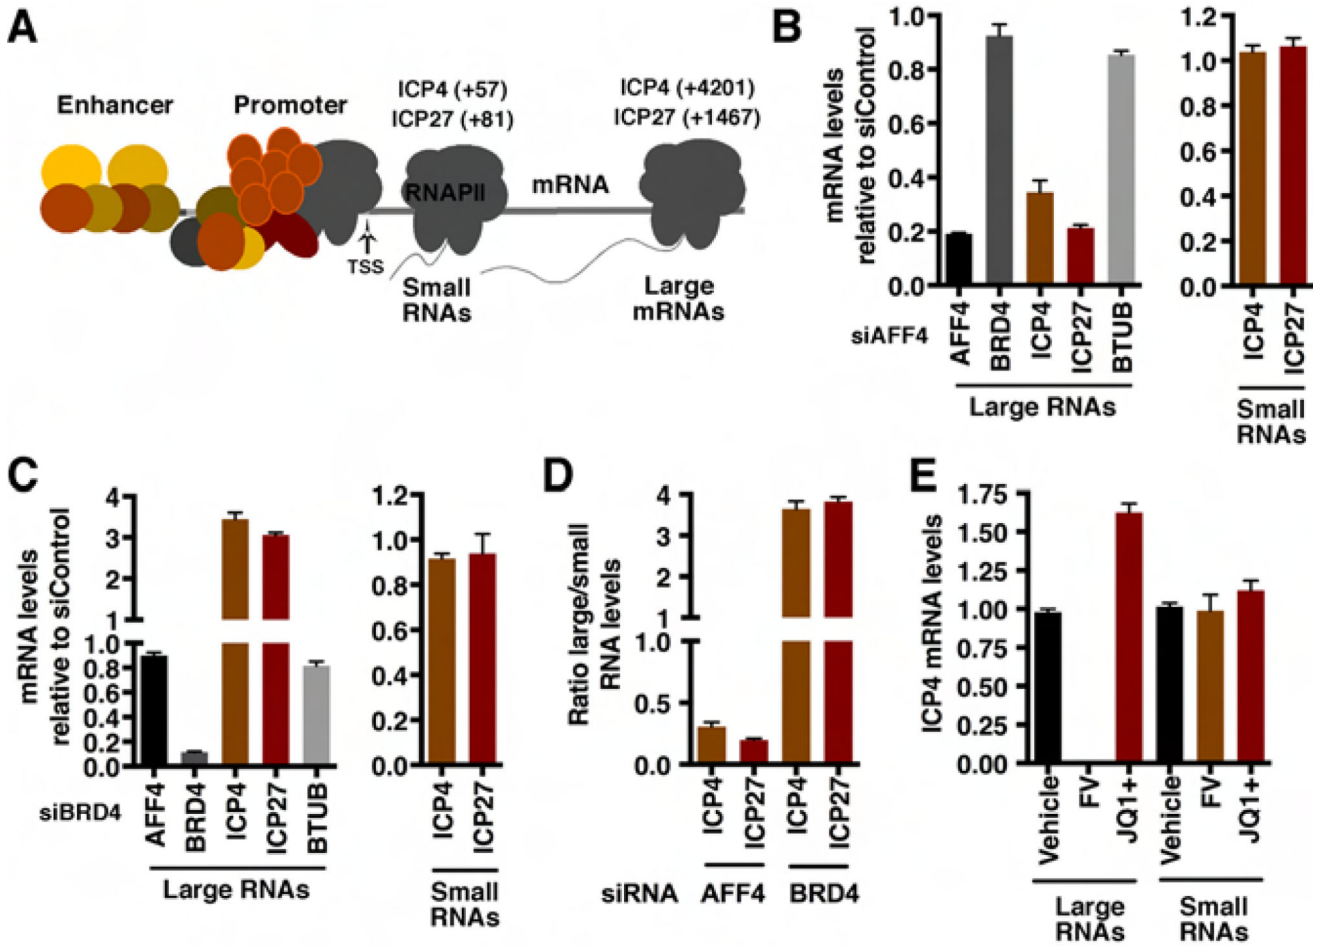 A
Enhancer
Promoter
ICP4 (+57)
ICP27 (+81)
ICP4 (+4201)
ICP27 (+1467)
RNAPII
mRNA
TSS
Small
RNAs
Large
mRNAs
B
mRNA levels
relative to siControl
1.0
0.8
0.6
0.4
0.2
0.0
siAFF4
AFF4
BRD4
ICP4
ICP27
BTUB
Large RNAs
1.2
1.0
0.8
0.6
0.4
0.2
0.0
ICP4
ICP27
Small
RNAs
C
mRNA levels
relative to siControl
4
3
2
1
1.0
0.8
0.6
0.4
0.2
0.0
siBRD4
AFF4
BRD4
ICP4
ICP27
BTUB
Large RNAs
1.2
1.0
0.8
0.6
0.4
0.2
0.0
ICP4
ICP27
Small
RNAs
D
Ratio large/small
RNA levels
4
3
2
1
1.0
0.5
0.0
ICP4
ICP27
ICP4
ICP27
siRNA AFF4 BRD4
E
ICP4 mRNA levels
1.75
1.50
1.25
1.00
0.75
0.50
0.25
0.00
Vehicle
FV
JQ1+
Vehicle
FV
JQ1+
Large
RNAs
Small
RNAs